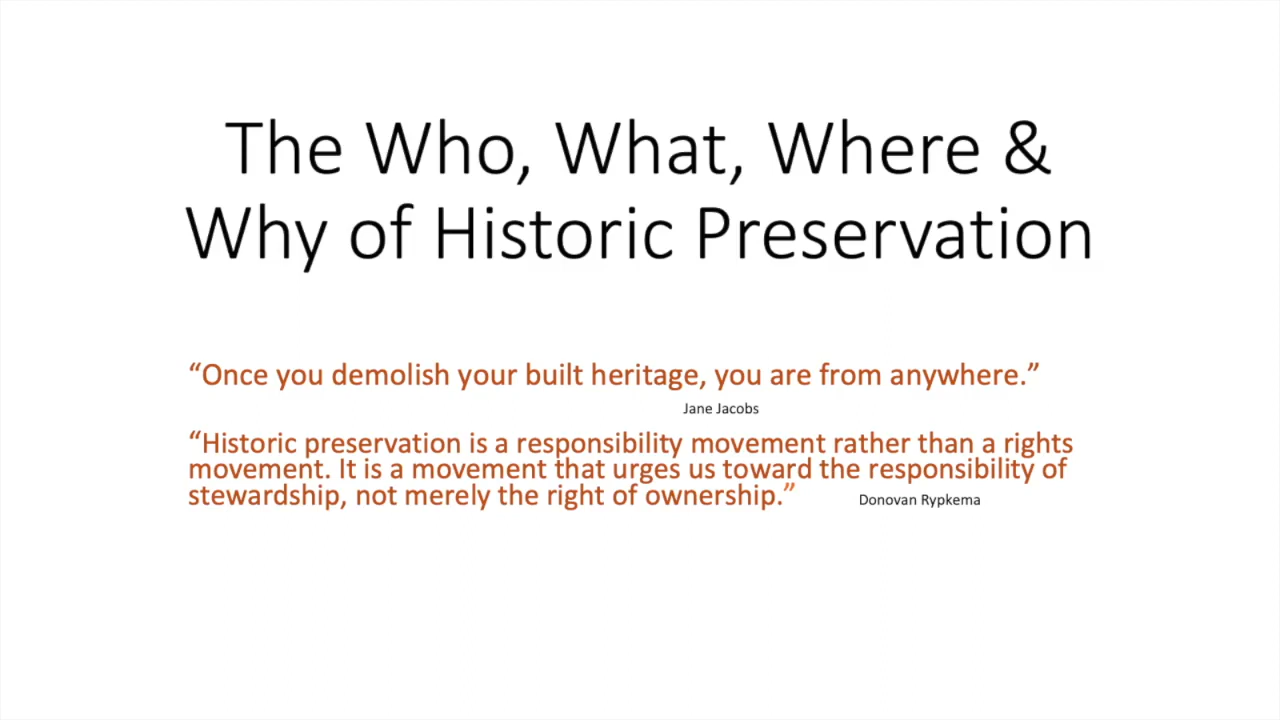 The Who, What, Where &
Why of Historic Preservation
“Once you demolish your built heritage, you are from anywhere.”
Jane Jacobs
“Historic preservation is a responsibility movement rather than a rights
movement. It is a movement that urges us toward the responsibility of
stewardship, not merely the right of ownership.” Donovan Rypkema